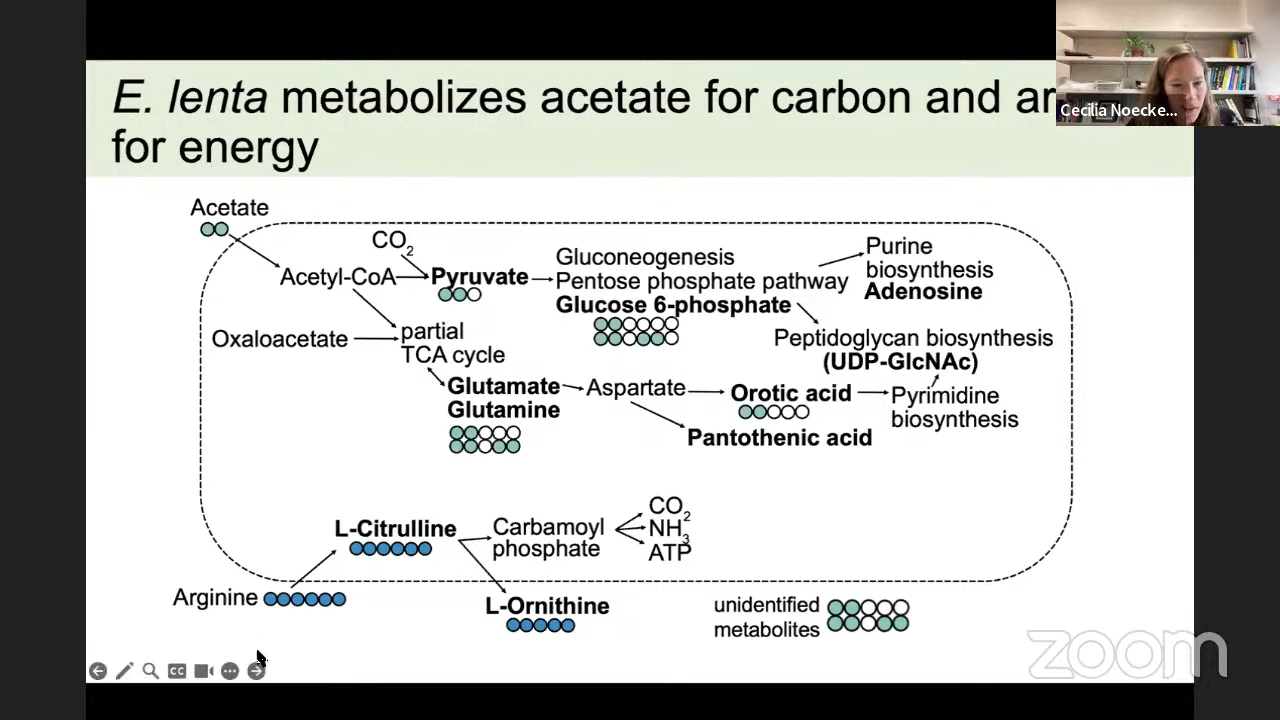 E. lenta metabolizes acetate for carbon and ar
for energy
Cecilia Noecke...
Acetate
CO2
Acetyl-CoA
Pyruvate
Gluconeogenesis
Pentose phosphate pathway
Glucose 6-phosphate
Purine
biosynthesis
Adenosine
Oxaloacetate
partial
TCA cycle
Peptidoglycan biosynthesis
(UDP-GlcNAc)
Glutamate
Glutamine
Aspartate
Orotic acid
Pyrimidine
biosynthesis
Pantothenic acid
L-Citrulline
Carbamoyl
phosphate
CO2
NH3
ATP
Arginine
L-Ornithine
unidentified
metabolites
CC
zoom